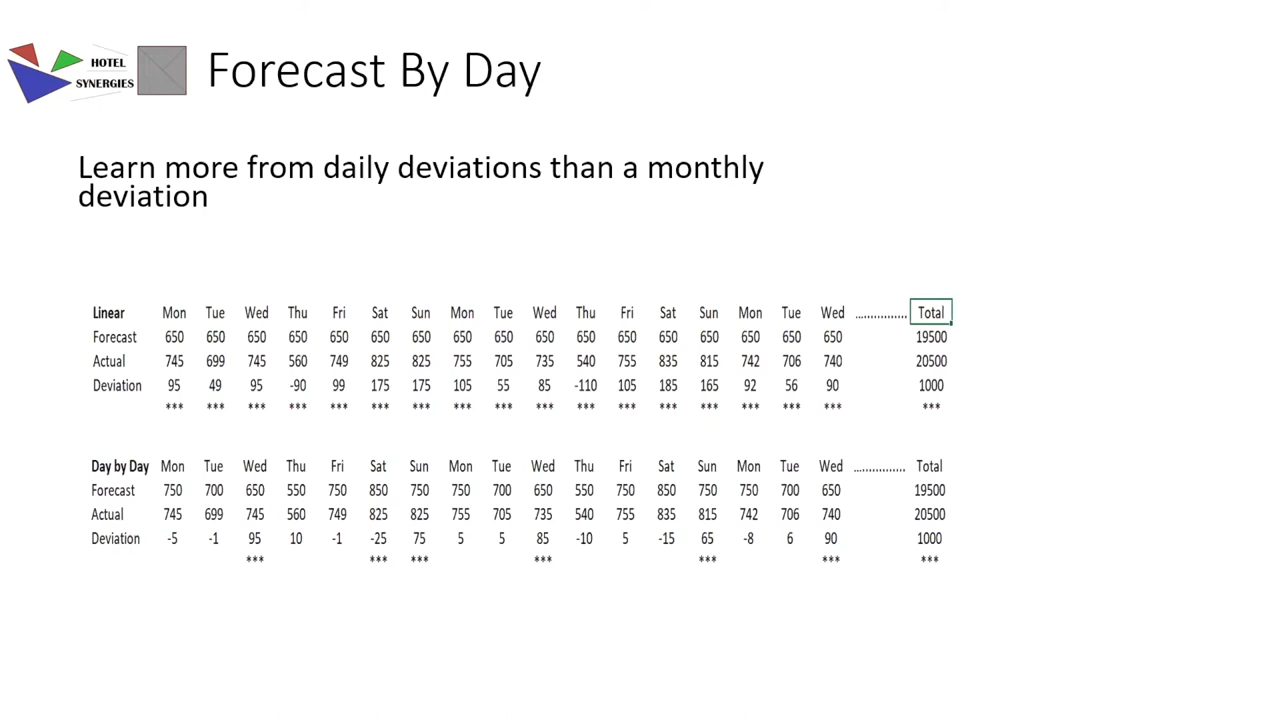 HOTEL
SYNERGIES
Forecast By Day
Learn more from daily deviations than a monthly
deviation
Linear Mon Tue Wed Thu Fri Sat Sun Mon Tue Wed Thu Fri Sat Sun Mon Tue Wed ............... Total
Forecast 650 650 650 650 650 650 650 650 650 650 650 650 650 650 650 650 650 19500
Actual 745 699 745 560 749 825 825 755 705 735 540 755 835 815 742 706 740 20500
Deviation 95 49 95 -90 99 175 175 105 55 85 -110 105 185 165 92 56 90 1000
*** *** *** *** *** *** *** *** *** *** *** *** *** *** *** *** *** ***
Day by Day Mon Tue Wed Thu Fri Sat Sun Mon Tue Wed Thu Fri Sat Sun Mon Tue Wed ............... Total
Forecast 750 700 650 550 750 850 750 750 700 650 550 750 850 750 750 700 650 19500
Actual 745 699 745 560 749 825 825 755 705 735 540 755 835 815 742 706 740 20500
Deviation -5 -1 95 10 -1 -25 75 5 5 85 -10 5 -15 65 -8 6 90 1000
*** *** *** *** *** *** ***